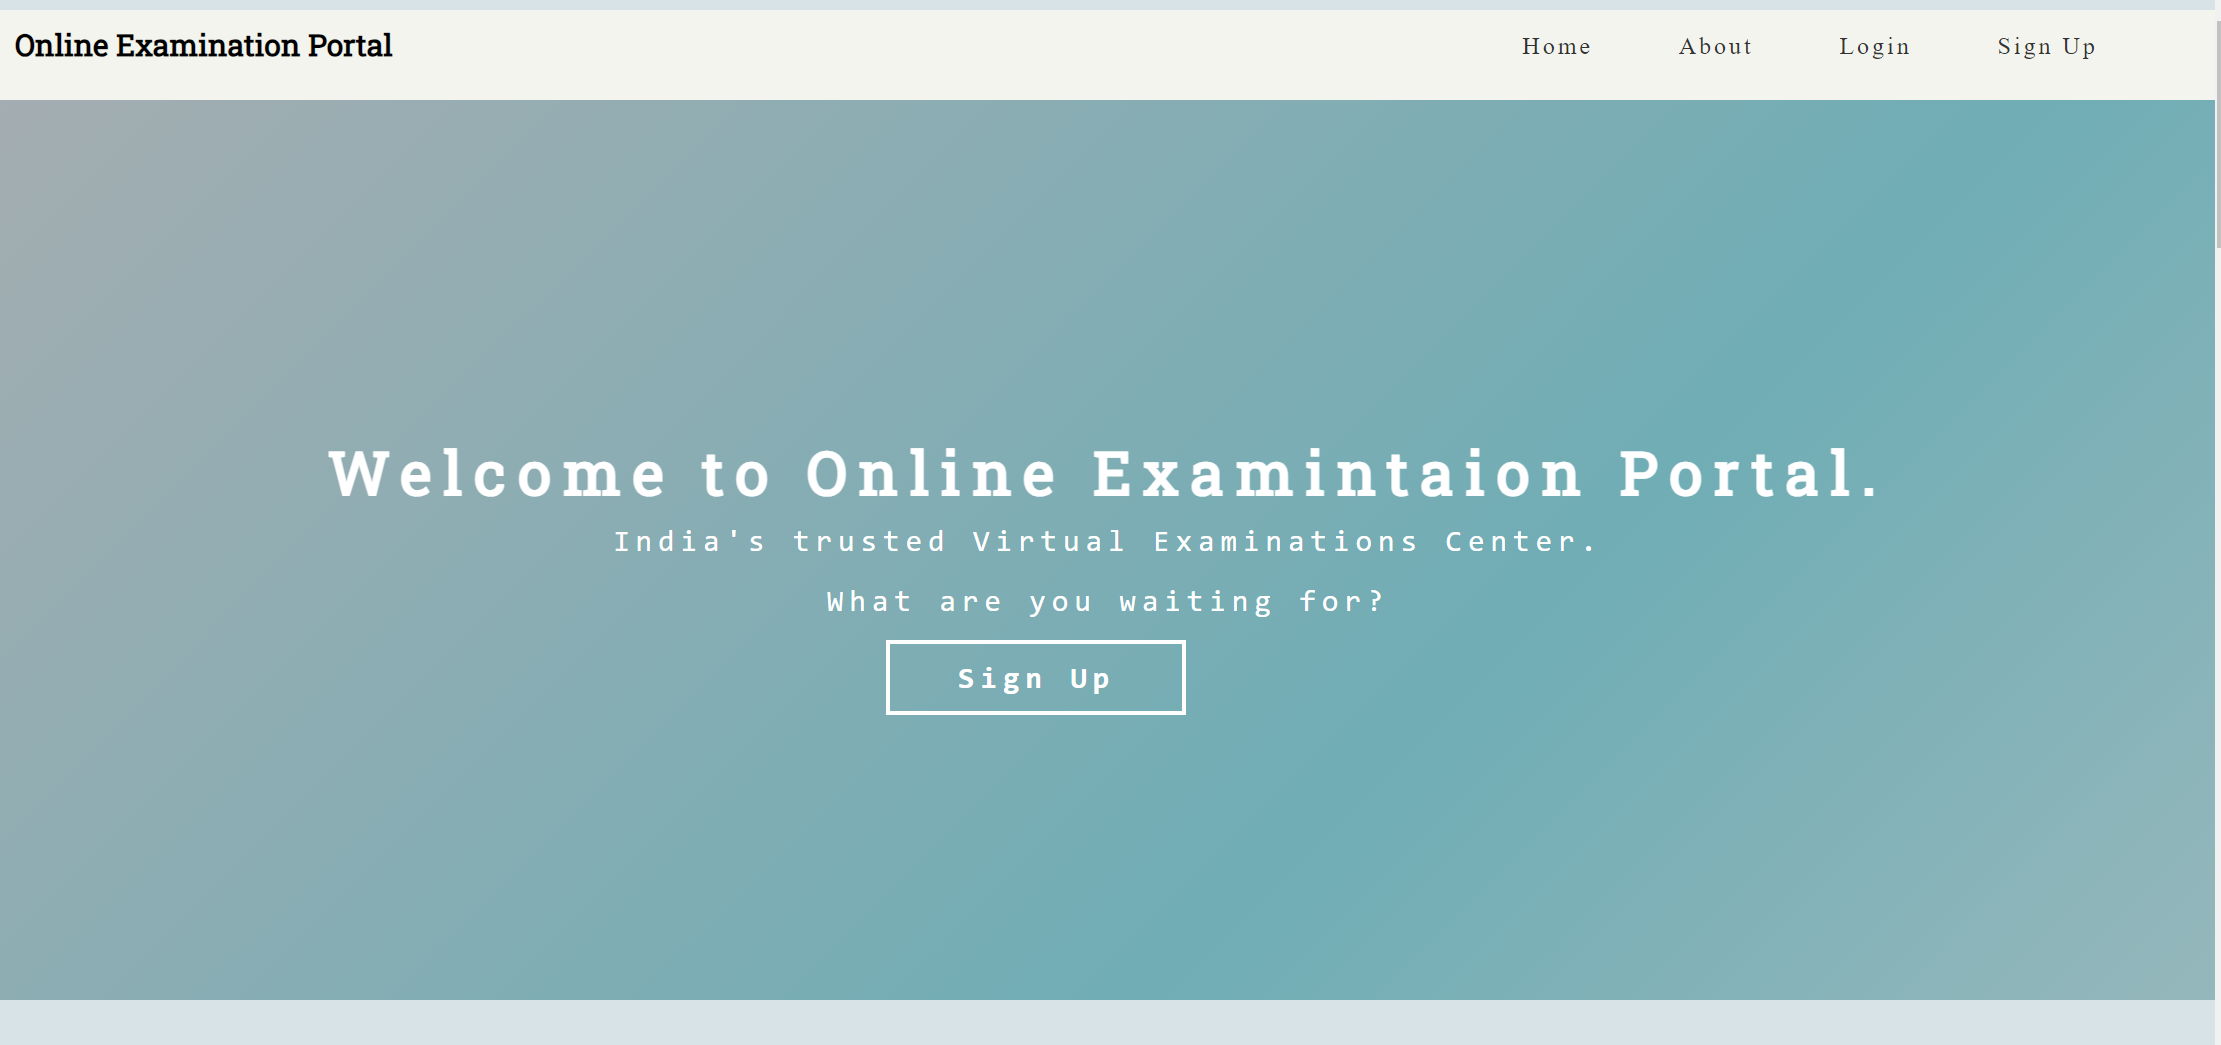 Online Examination Portal
Home About Login Sign Up
Welcome to Online Examintaion Portal.
India's trusted Virtual Examinations Center.
What are you waiting for?
Sign Up